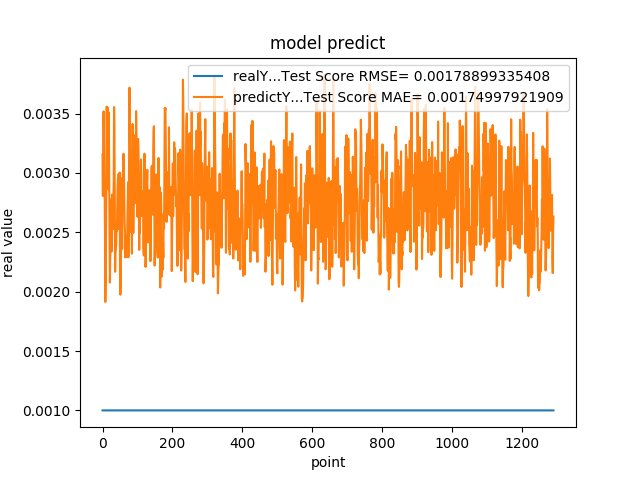 model predict
realY...Test Score RMSE= 0.00178899335408
predictY...Test Score MAE= 0.00174997921909
0.0035
0.0030
0.0025
0.0020
0.0015
0.0010
real value
0 200 400 600 800 1000 1200
point